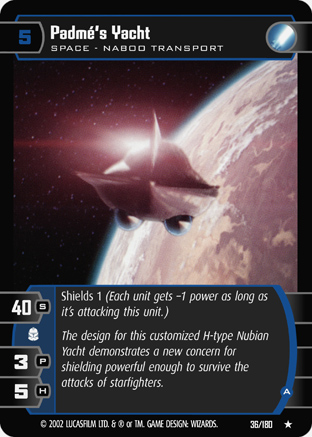 5 Padmé's Yacht
SPACE - NABOO TRANSPORT
40 S
Shields 1 (Each unit gets –1 power as long as
it's attacking this unit.)
The design for this customized H-type Nubian
Yacht demonstrates a new concern for
shielding powerful enough to survive the
attacks of starfighters.
3 P
5 H
A
© 2002 LUCASFILM LTD. & ® or TM. GAME DESIGN: WIZARDS. 36/180 ★